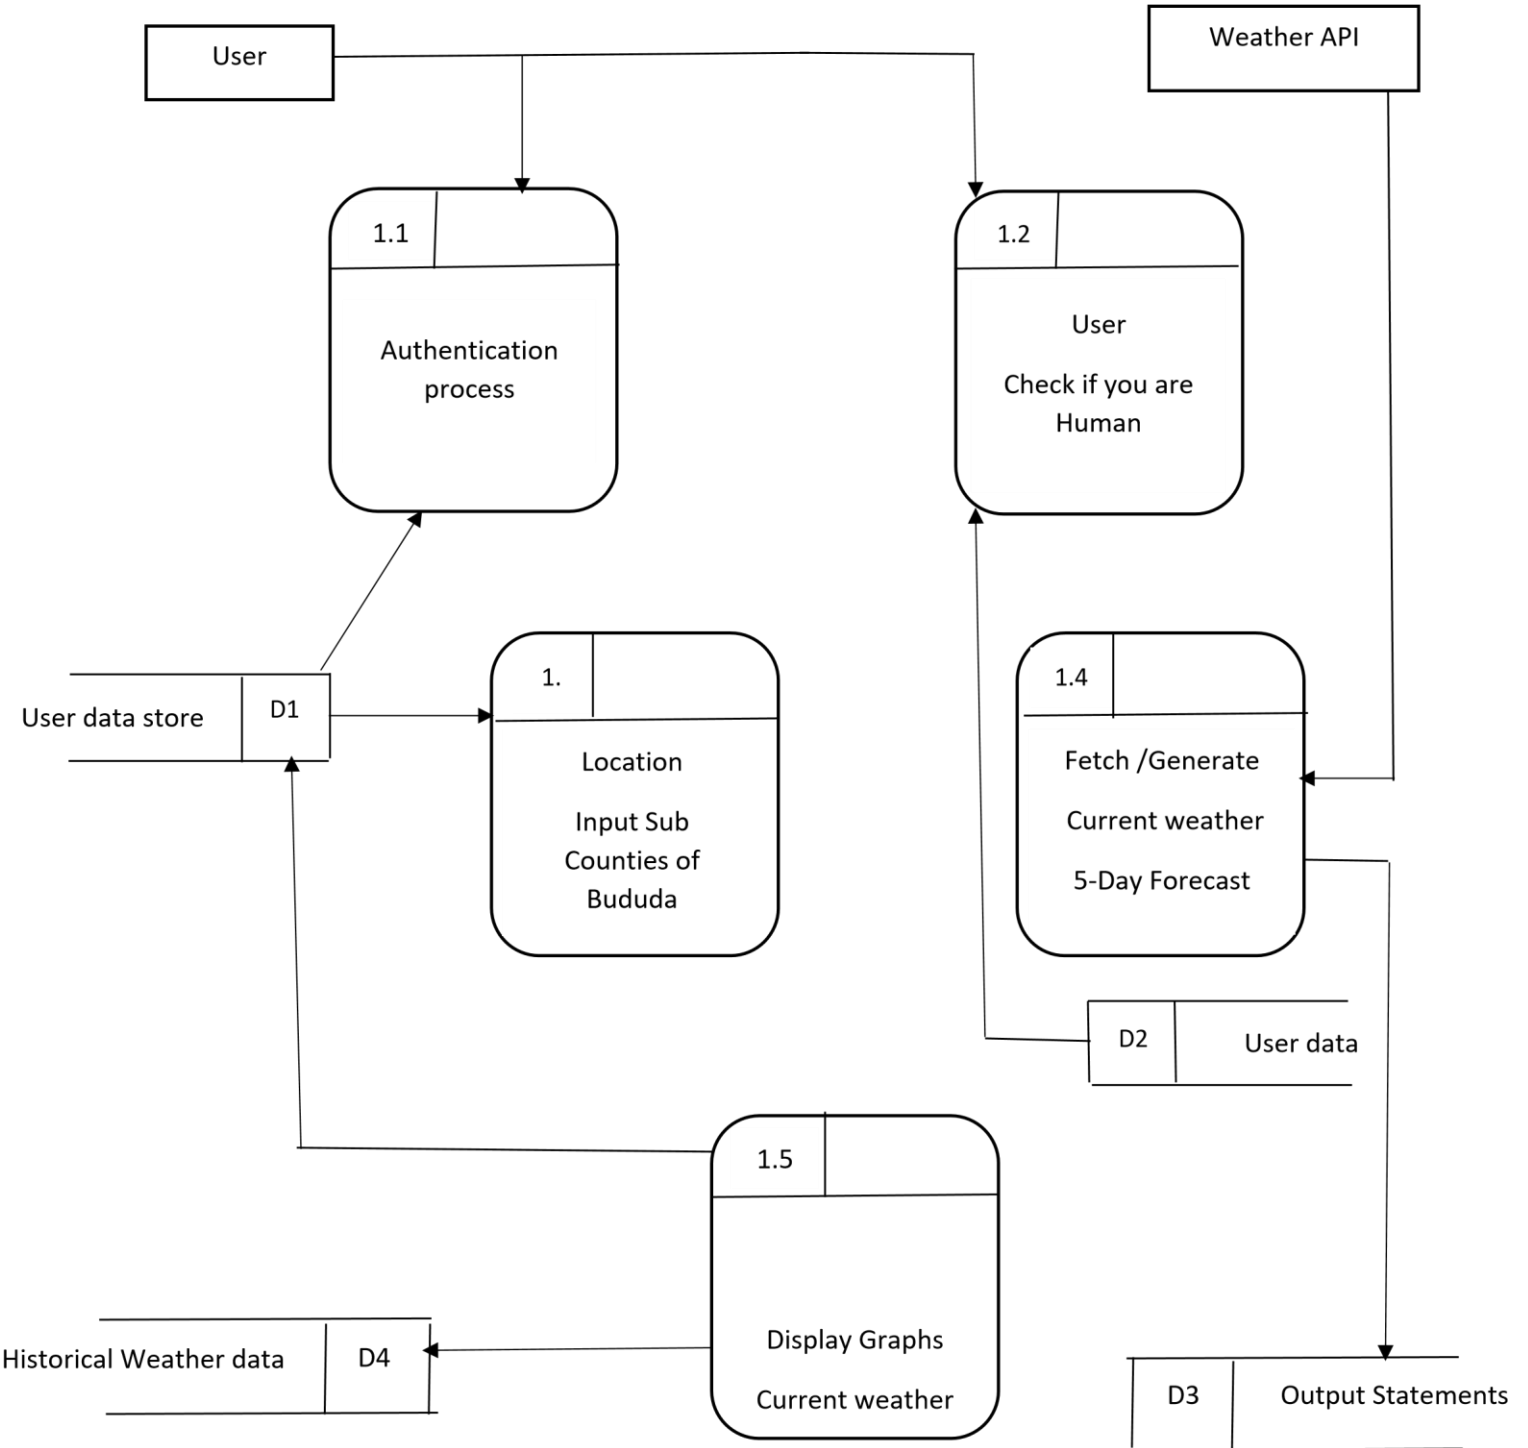 User
Weather API
1.1
Authentication
process
1.2
User
Check if you are
Human
User data store
D1
1.
Location
Input Sub
Counties of
Bududa
1.4
Fetch /Generate
Current weather
5-Day Forecast
D2
User data
1.5
Display Graphs
Current weather
Historical Weather data
D4
D3
Output Statements